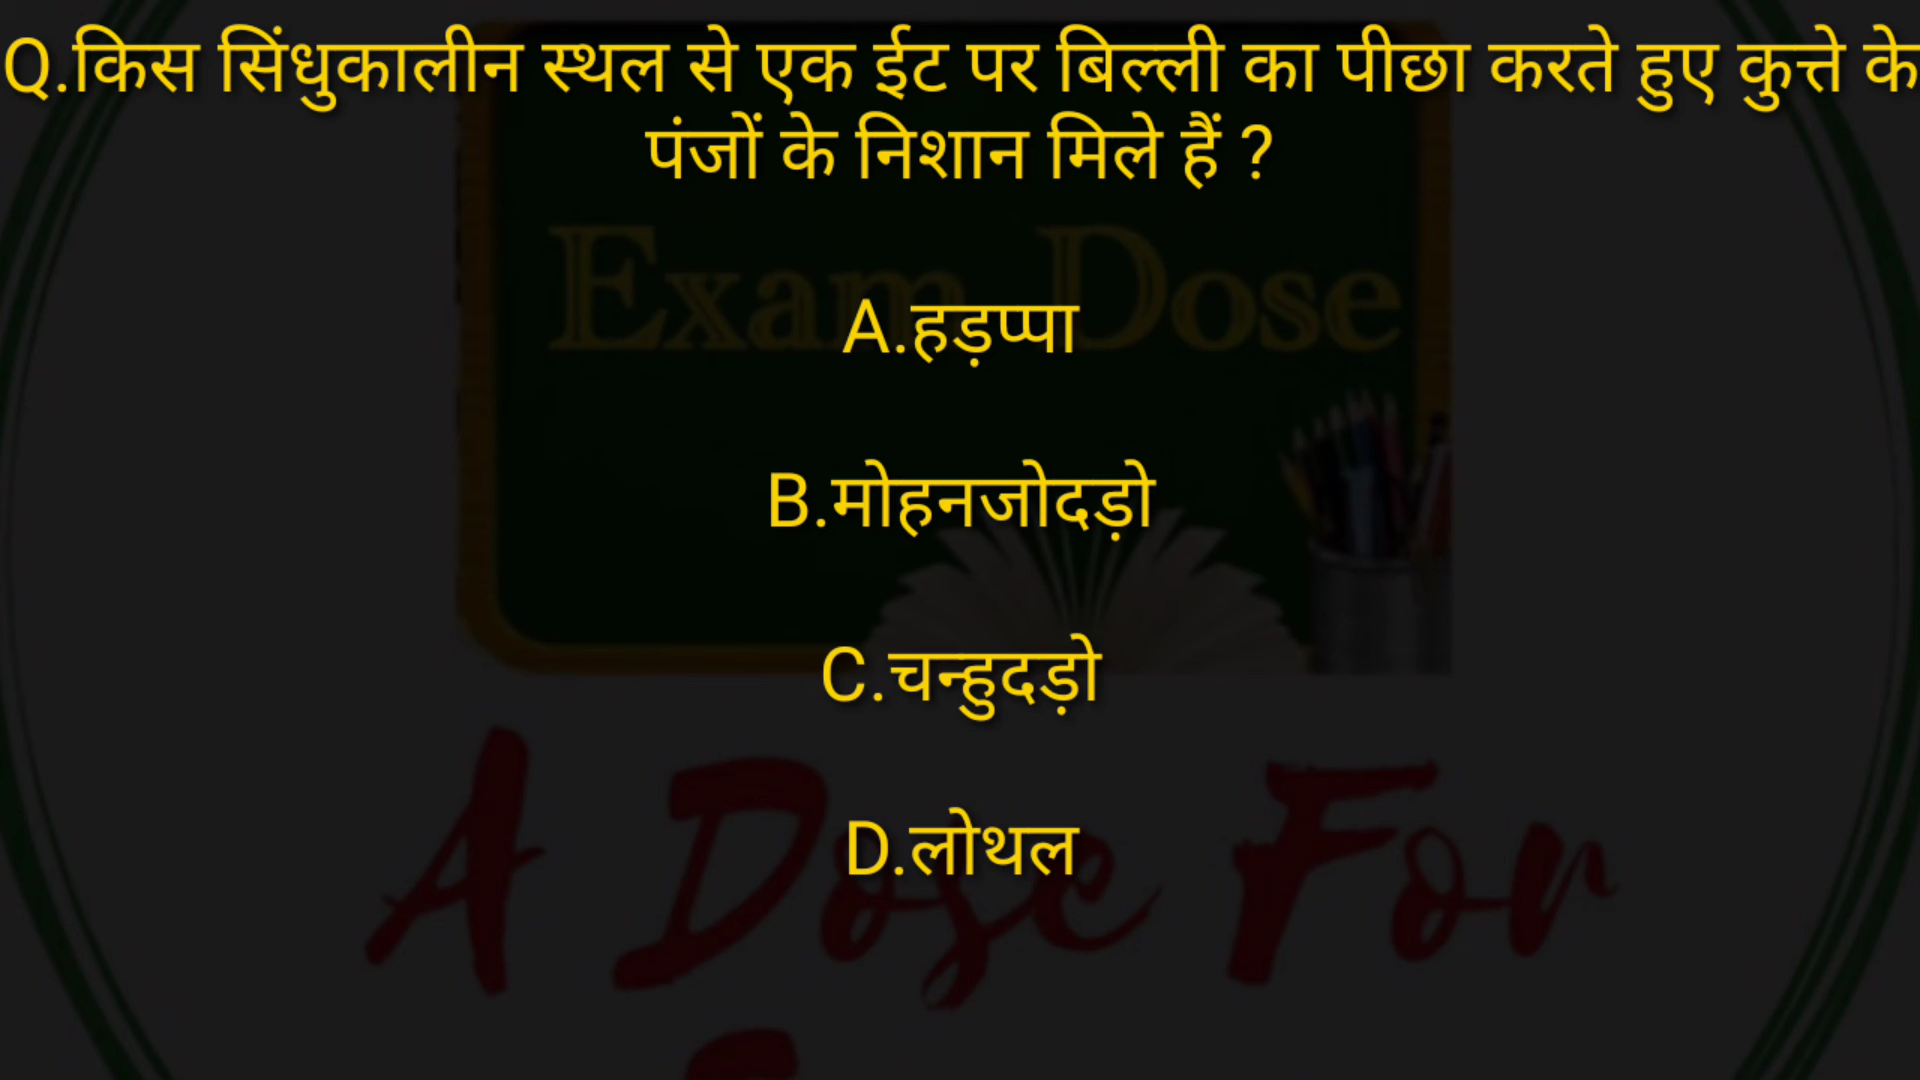 Q.किस सिंधुकालीन स्थल से एक ईट पर बिल्ली का पीछा करते हुए कुत्ते के
पंजों के निशान मिले हैं ?
Exam Dose
A.हड़प्पा
B.मोहनजोदड़ो
C.चन्हुदड़ो
D.लोथल
A Dose For